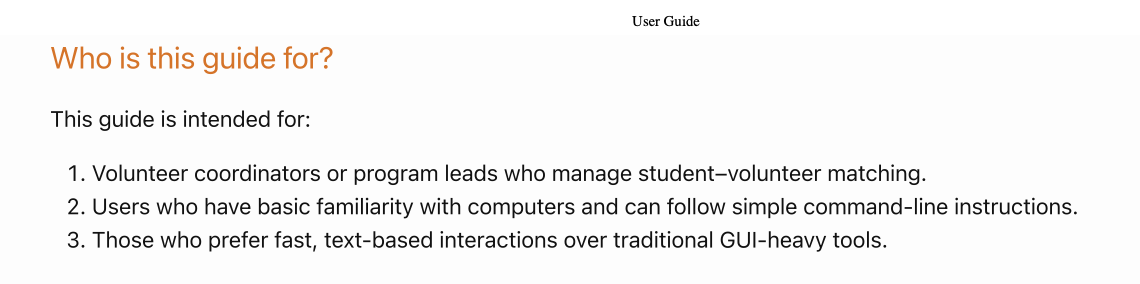 User Guide
Who is this guide for?
This guide is intended for:
1. Volunteer coordinators or program leads who manage student–volunteer matching.
2. Users who have basic familiarity with computers and can follow simple command-line instructions.
3. Those who prefer fast, text-based interactions over traditional GUI-heavy tools.